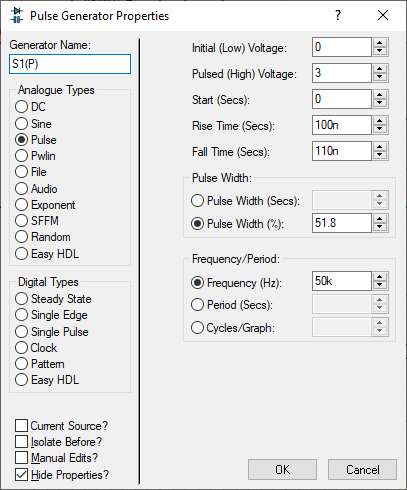 Pulse Generator Properties
Generator Name:
S1(P)
Analogue Types
DC
Sine
Pulse
Pwlin
File
Audio
Exponent
SFFM
Random
Easy HDL
Digital Types
Steady State
Single Edge
Single Pulse
Clock
Pattern
Easy HDL
Current Source?
Isolate Before?
Manual Edits?
Hide Properties?
Initial (Low) Voltage: 0
Pulsed (High) Voltage: 3
Start (Secs): 0
Rise Time (Secs): 100n
Fall Time (Secs): 110n
Pulse Width:
Pulse Width (Secs):
Pulse Width (%): 51.8
Frequency/Period:
Frequency (Hz): 50k
Period (Secs):
Cycles/Graph:
OK Cancel